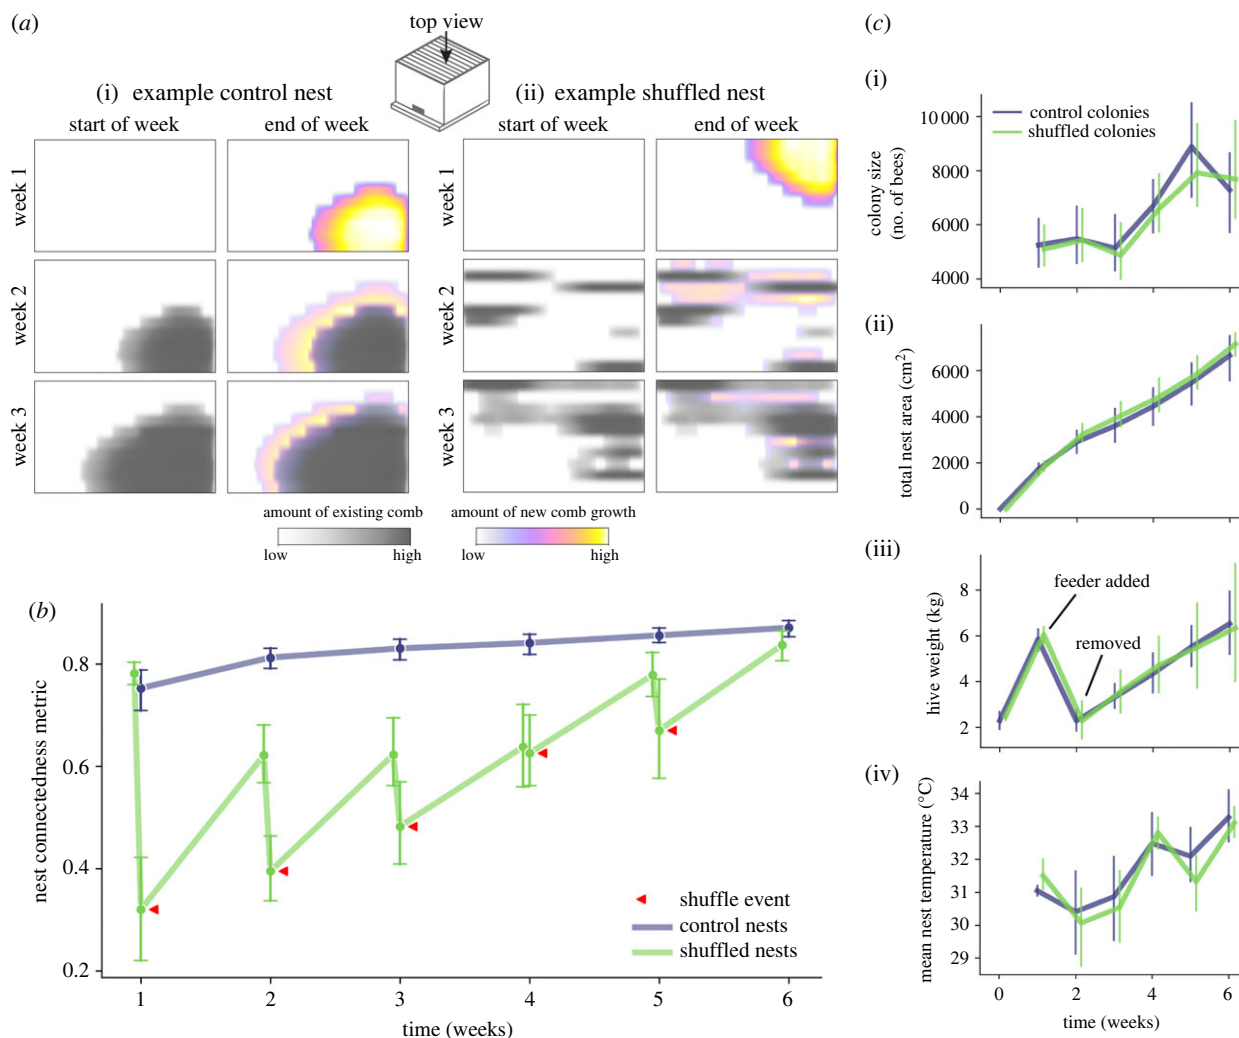 (a)
top view
(i) example control nest
(ii) example shuffled nest
start of week
end of week
start of week
end of week
week 1
week 1
week 2
week 2
week 3
week 3
amount of existing comb
low
high
amount of new comb growth
low
high
(b)
nest connectedness metric
0.8
0.6
0.4
0.2
shuffle event
control nests
shuffled nests
1
2
3
4
5
6
time (weeks)
(c)
(i)
colony size
(no. of bees)
10 000
8000
6000
4000
control colonies
shuffled colonies
(ii)
total nest area (cm²)
6000
4000
2000
0
(iii)
hive weight (kg)
8
6
4
2
feeder added
removed
(iv)
mean nest temperature (°C)
34
33
32
31
30
29
0
2
4
6
time (weeks)